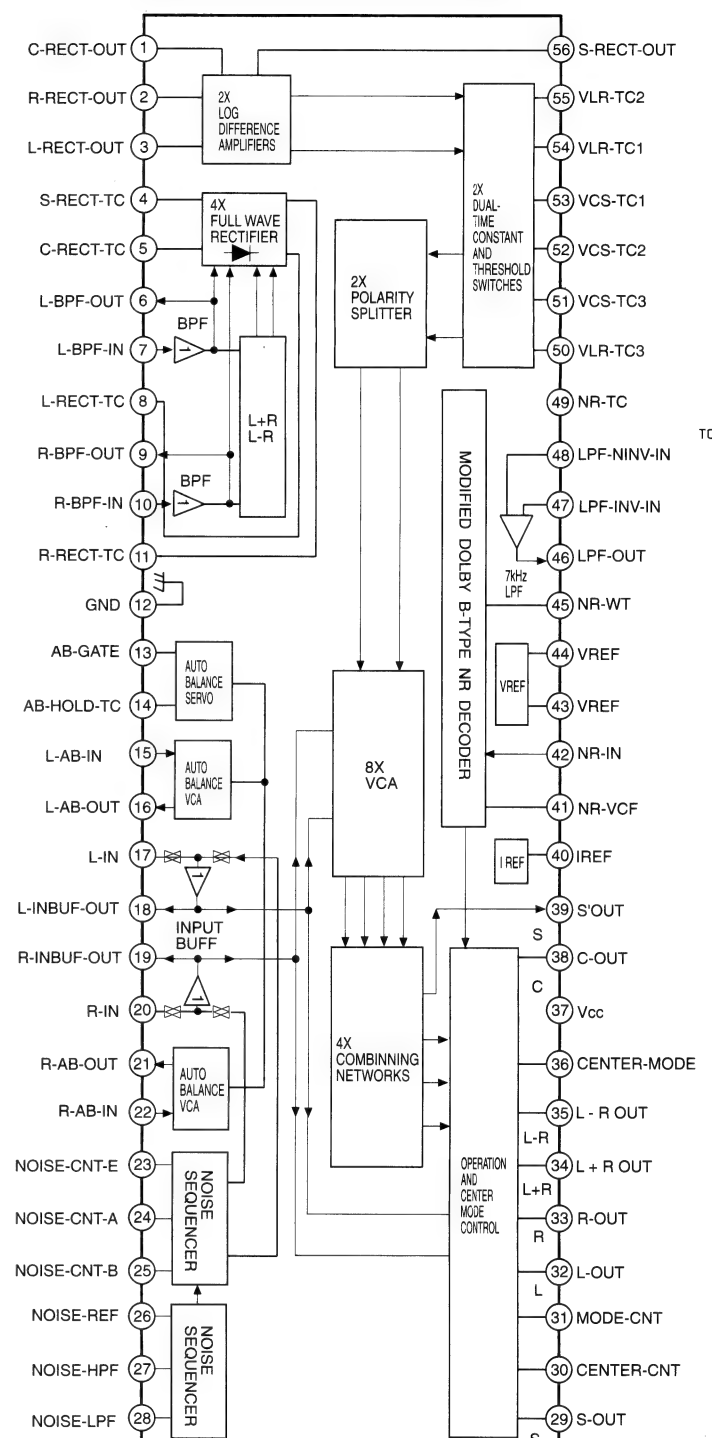 C-RECT-OUT 1
R-RECT-OUT 2
L-RECT-OUT 3
S-RECT-TC 4
C-RECT-TC 5
L-BPF-OUT 6
L-BPF-IN 7
L-RECT-TC 8
R-BPF-OUT 9
R-BPF-IN 10
R-RECT-TC 11
GND 12
AB-GATE 13
AB-HOLD-TC 14
L-AB-IN 15
L-AB-OUT 16
L-IN 17
L-INBUF-OUT 18
R-INBUF-OUT 19
R-IN 20
R-AB-OUT 21
R-AB-IN 22
NOISE-CNT-E 23
NOISE-CNT-A 24
NOISE-CNT-B 25
NOISE-REF 26
NOISE-HPF 27
NOISE-LPF 28
2X
LOG
DIFFERENCE
AMPLIFIERS
4X
FULL WAVE
RECTIFIER
BPF
1
L+R
L-R
BPF
1
AUTO
BALANCE
SERVO
AUTO
BALANCE
VCA
1
INPUT
BUFF
1
AUTO
BALANCE
VCA
NOISE
SEQUENCER
NOISE
SEQUENCER
2X
POLARITY
SPLITTER
8X
VCA
4X
COMBINNING
NETWORKS
2X
DUAL-
TIME
CONSTANT
AND
THRESHOLD
SWITCHES
MODIFIED DOLBY B-TYPE NR DECODER
7kHz
LPF
VREF
I REF
OPERATION
AND
CENTER
MODE
CONTROL
56 S-RECT-OUT
55 VLR-TC2
54 VLR-TC1
53 VCS-TC1
52 VCS-TC2
51 VCS-TC3
50 VLR-TC3
49 NR-TC
TO
48 LPF-NINV-IN
47 LPF-INV-IN
46 LPF-OUT
45 NR-WT
44 VREF
43 VREF
42 NR-IN
41 NR-VCF
40 IREF
39 S'OUT
S
38 C-OUT
C
37 Vcc
36 CENTER-MODE
35 L - R OUT
L-R
34 L + R OUT
L+R
33 R-OUT
R
32 L-OUT
L
31 MODE-CNT
30 CENTER-CNT
29 S-OUT
S